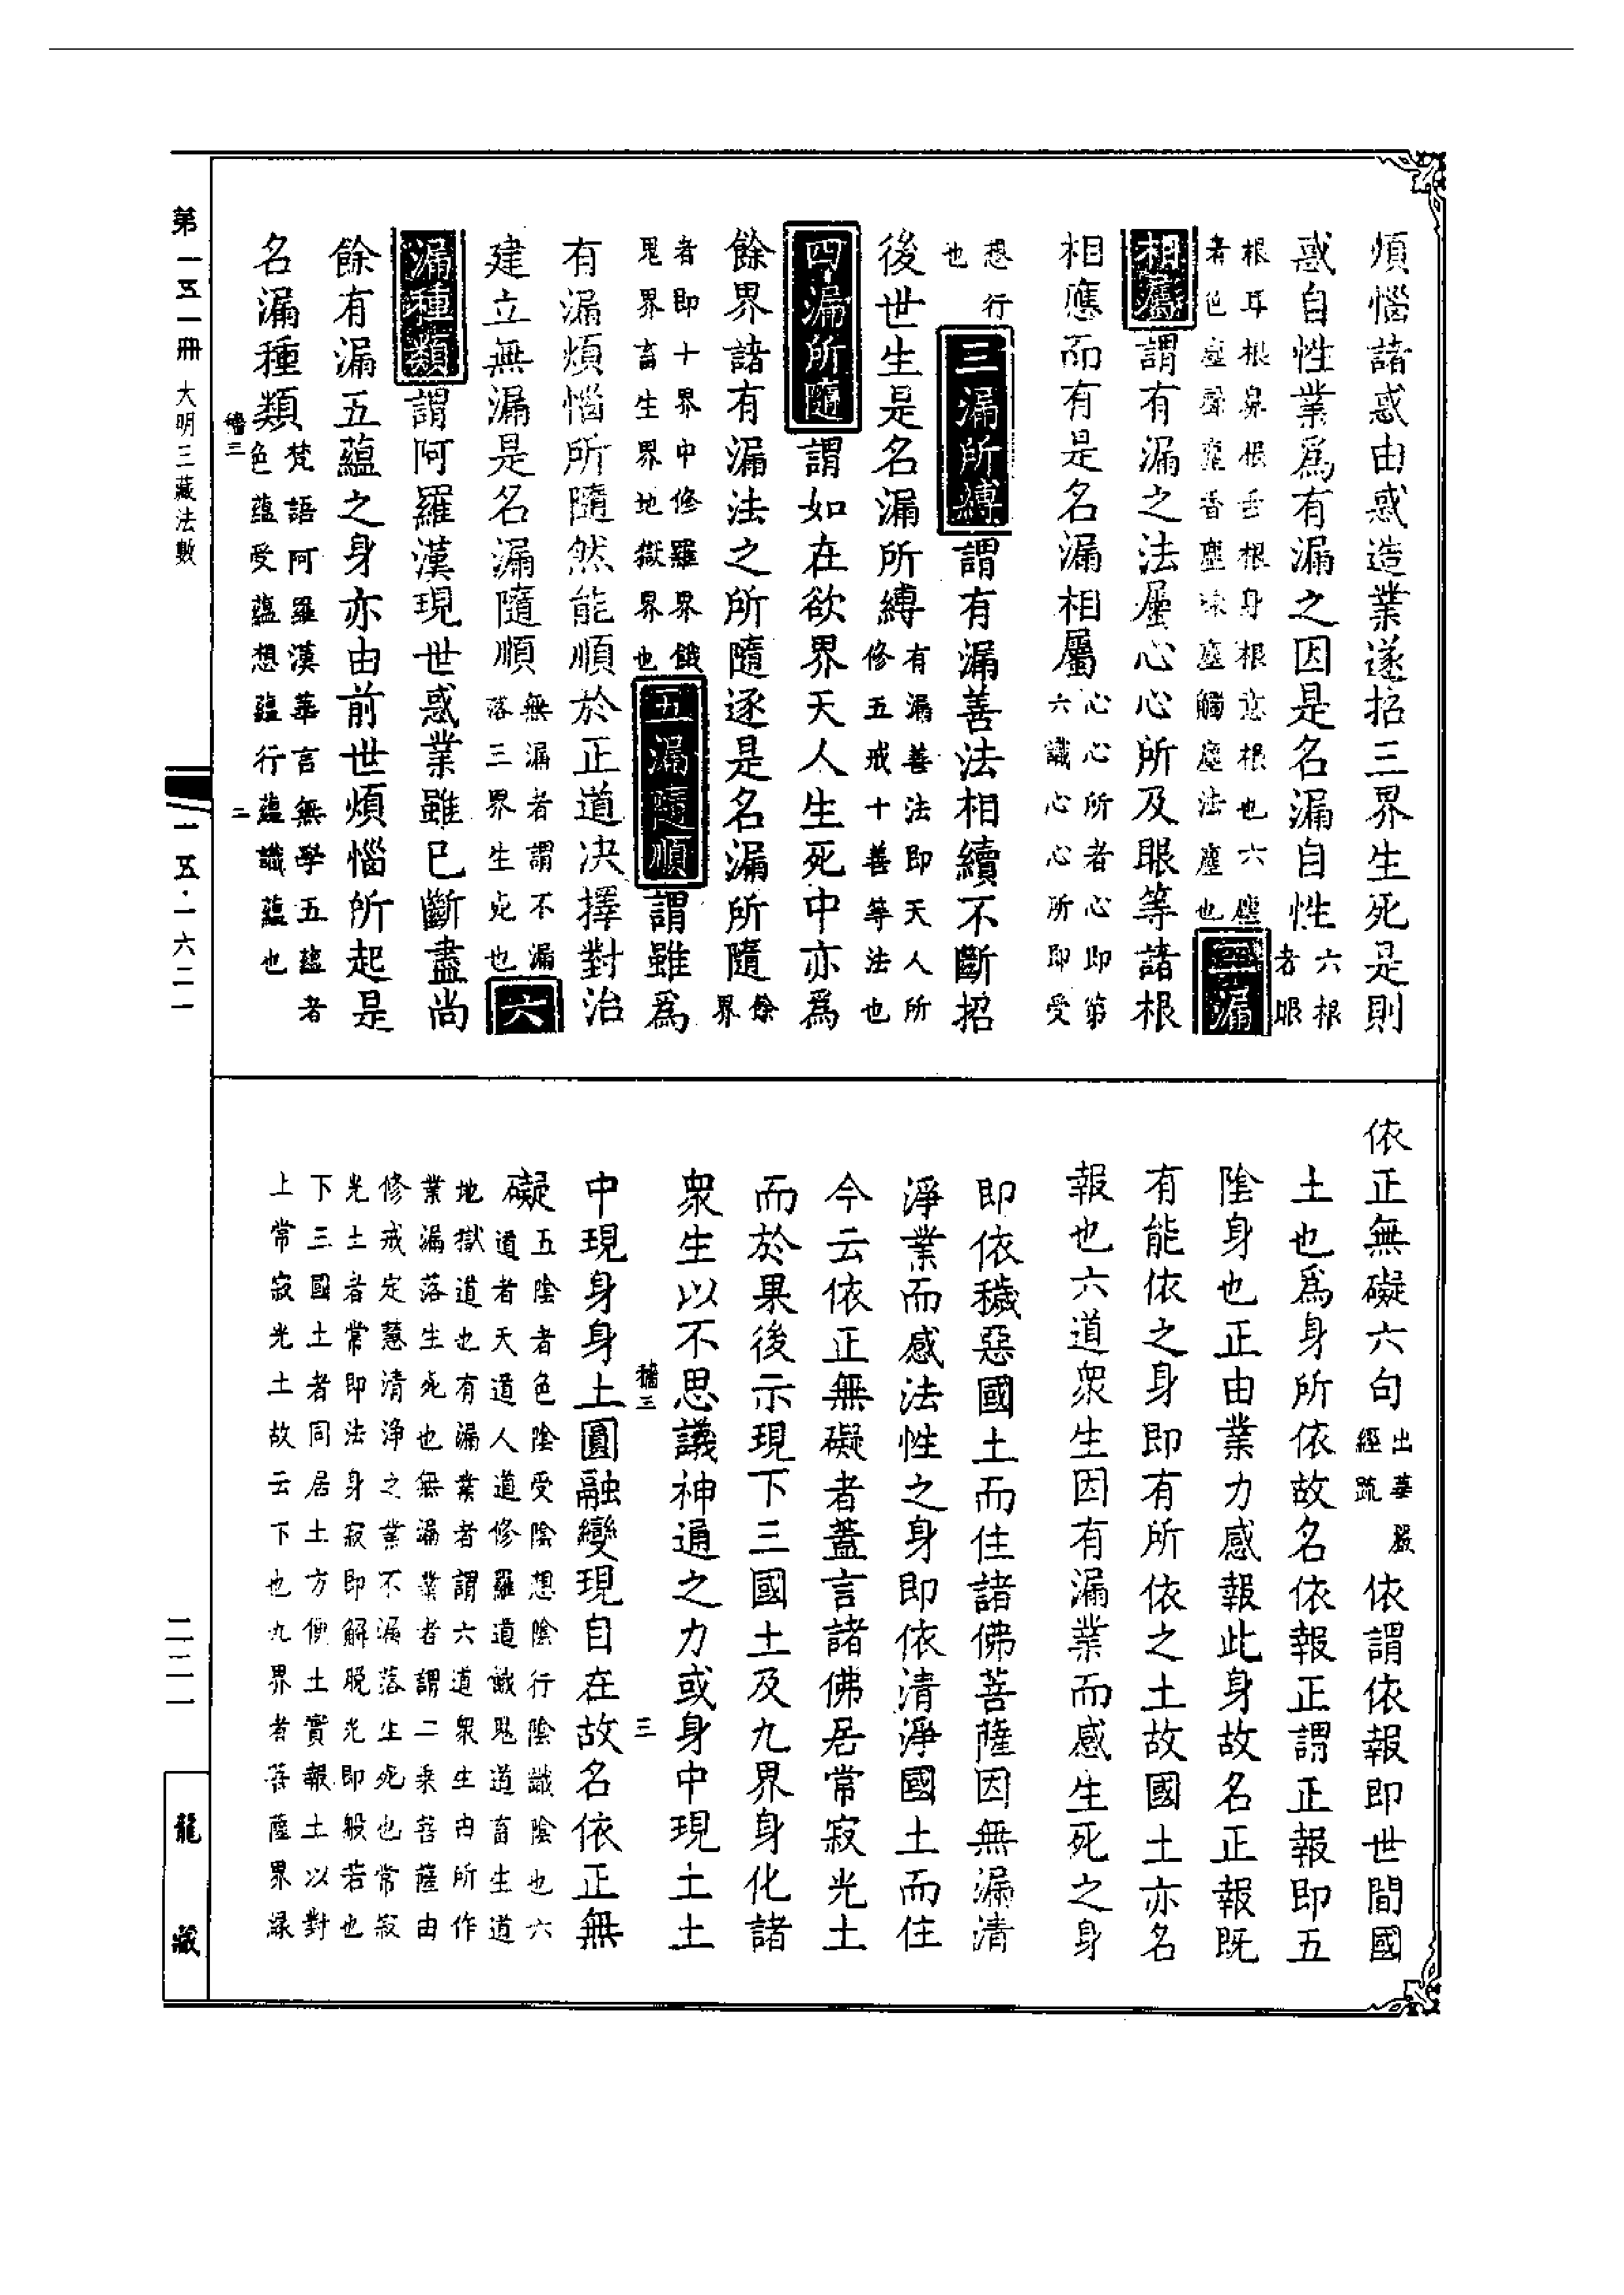 煩惱諸惑由惑造業遂招三界生死是則
惑自性業為有漏之因是名漏自性六根者眼
根耳根鼻根舌根身根意根也六塵者色塵聲塵香塵味塵觸塵法塵也二漏
相屬謂有漏之法屬心心所及眼等諸根
相應而有是名漏相屬心心所者心即第六識心心所即受
想行也三漏所縛謂有漏善法相續不斷招
後世生是名漏所縛有漏善法即天人所修五戒十善等法也
四漏所隨謂如在欲界天人生死中亦為
餘界諸有漏法之所隨逐是名漏所隨餘界
者即十界中修羅界餓鬼界畜生界地獄界也五漏隨順謂雖為
有漏煩惱所隨然能順於正道決擇對治
建立無漏是名漏隨順無漏者謂不漏落三界生死也六
漏種類謂阿羅漢現世惑業雖已斷盡尚
餘有漏五蘊之身亦由前世煩惱所起是
名漏種類梵語阿羅漢華言無學五蘊者色蘊受蘊想蘊行蘊識蘊也
三
二
第一五一冊 大明三藏法數
一五·一六二一
依正無礙六句出華嚴經疏 依謂依報即世間國
土也為身所依故名依報正謂正報即五
陰身也正由業力感報此身故名正報既
有能依之身即有所依之土故國土亦名
報也六道眾生因有漏業而感生死之身
即依穢惡國土而住諸佛菩薩因無漏清
淨業而感法性之身即依清淨國土而住
今云依正無礙者蓋言諸佛居常寂光土
而於果後示現下三國土及九界身化諸
眾生以不思議神通之力或身中現土土
三
三
中現身身土圓融變現自在故名依正無
礙五陰者色陰受陰想陰行陰識陰也六道者天道人道修羅道餓鬼道畜生道
地獄道也有漏業者謂六道眾生由所作業漏落生死也無漏業者謂二乘菩薩由
修戒定慧清淨之業不漏落生死也常寂光土者常即法身寂即解脫光即般若也
下三國土者同居土方便土實報土以對上常寂光土故云下也九界者菩薩界緣
二二一
龍藏